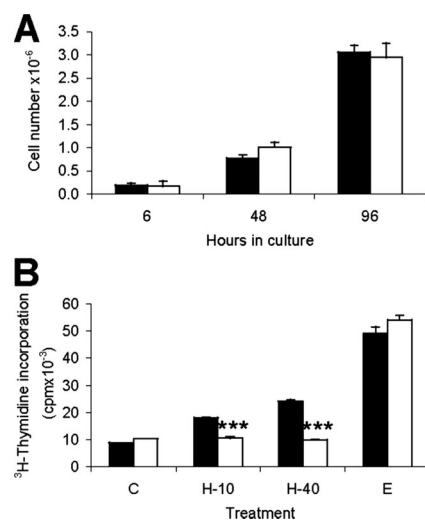 A
Cell number x10⁻⁶
3.5
3.0
2.5
2.0
1.5
1.0
0.5
0.0
6 48 96
Hours in culture
B
³H-Thymidine incorporation
(cpmx10⁻³)
60
50
40
30
20
10
0
*** ***
C H-10 H-40 E
Treatment